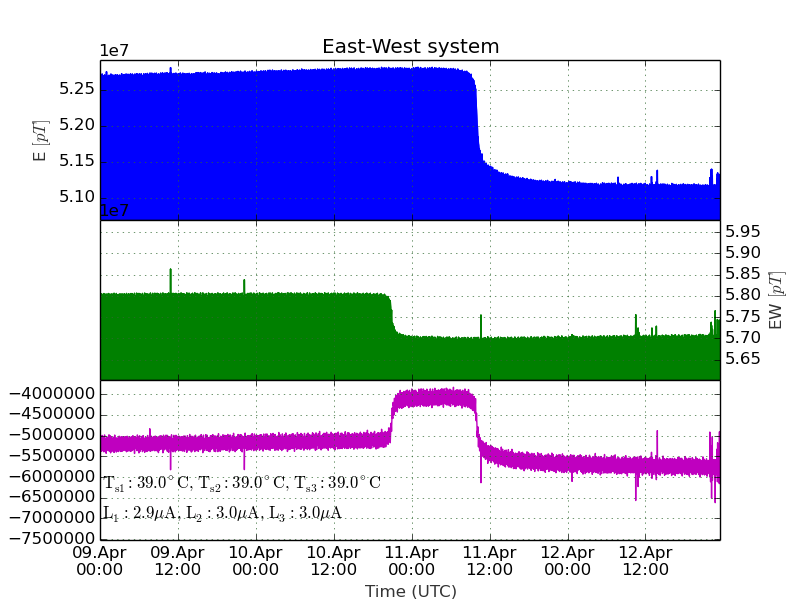 East-West system
1e7
5.25
5.20
5.15
5.10
E [pT]
1e7
5.95
5.90
5.85
5.80
5.75
5.70
5.65
EW [pT]
−4000000
−4500000
−5000000
−5500000
−6000000
−6500000
−7000000
−7500000
T_s1 : 39.0°C, T_s2 : 39.0°C, T_s3 : 39.0°C
L_1 : 2.9μA, L_2 : 3.0μA, L_3 : 3.0μA
09.Apr 09.Apr 10.Apr 10.Apr 11.Apr 11.Apr 12.Apr 12.Apr
00:00 12:00 00:00 12:00 00:00 12:00 00:00 12:00
Time (UTC)